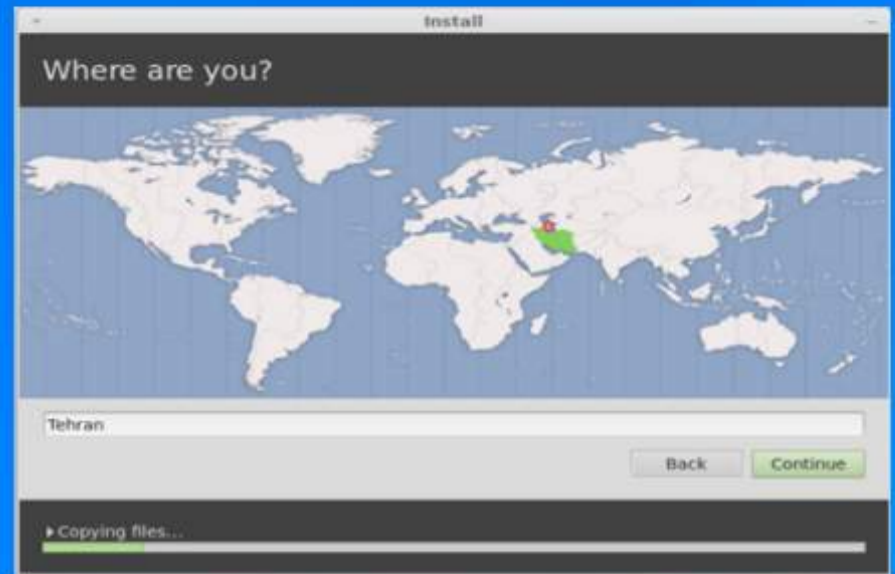 Install
Where are you?
Tehran
Back
Continue
Copying files...